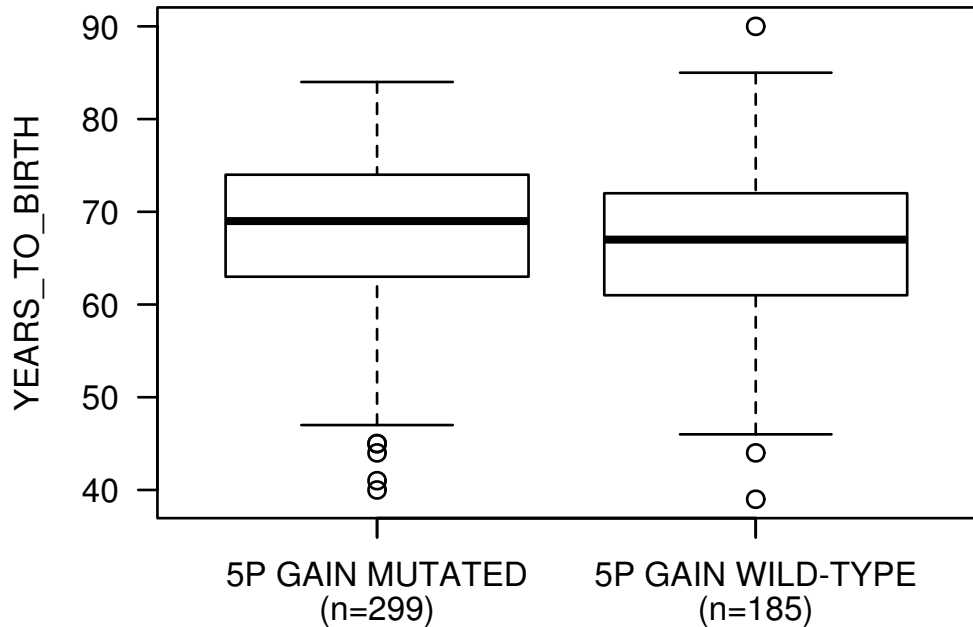 YEARS_TO_BIRTH
90
80
70
60
50
40
5P GAIN MUTATED
(n=299)
5P GAIN WILD-TYPE
(n=185)